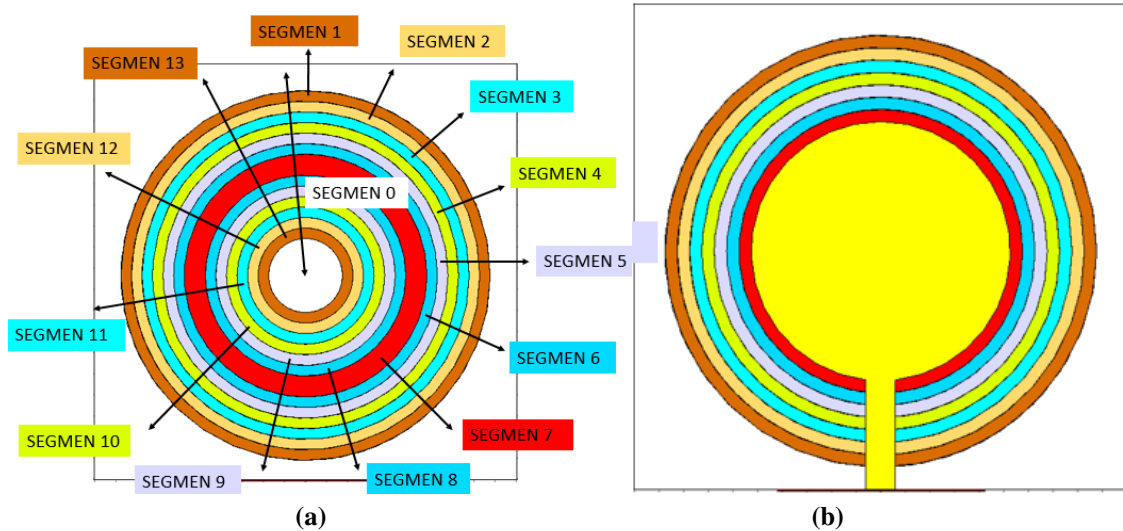 SEGMEN 1
SEGMEN 2
SEGMEN 13
SEGMEN 3
SEGMEN 12
SEGMEN 4
SEGMEN 0
SEGMEN 5
SEGMEN 11
SEGMEN 6
SEGMEN 10
SEGMEN 7
SEGMEN 9
SEGMEN 8
(a)
(b)